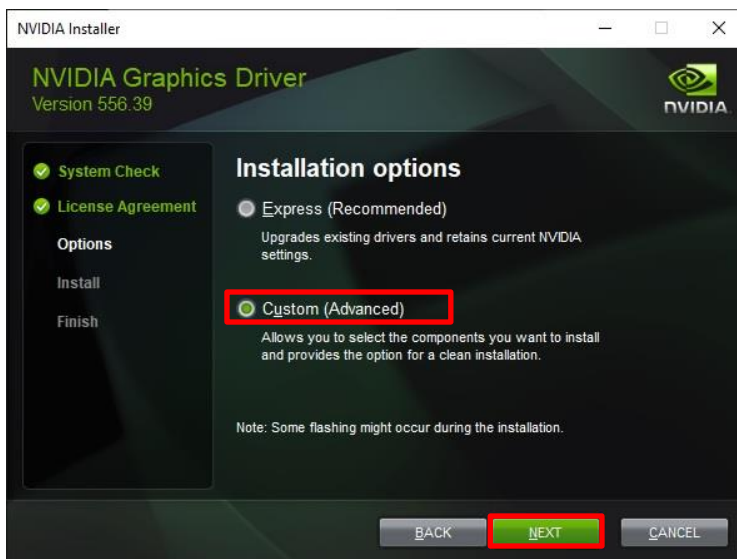 NVIDIA Installer
NVIDIA Graphics Driver
Version 556.39
NVIDIA.
System Check
License Agreement
Options
Install
Finish
Installation options
Express (Recommended)
Upgrades existing drivers and retains current NVIDIA
settings.
Custom (Advanced)
Allows you to select the components you want to install
and provides the option for a clean installation.
Note: Some flashing might occur during the installation.
BACK
NEXT
CANCEL